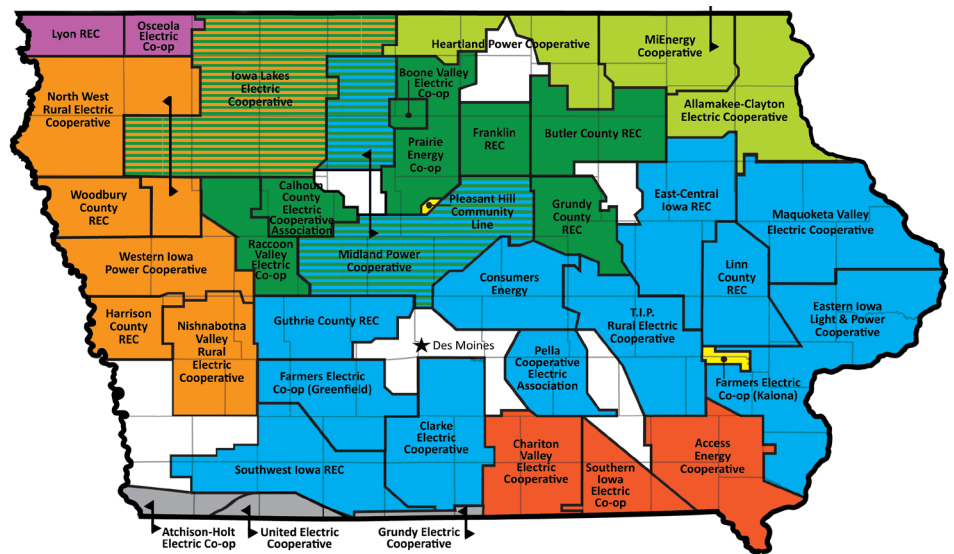 Lyon REC
Osceola
Electric
Co-op
Heartland Power Cooperative
MiEnergy
Cooperative
North West
Rural Electric
Cooperative
Iowa Lakes
Electric
Cooperative
Boone Valley
Electric
Co-op
Allamakee-Clayton
Electric Cooperative
Prairie
Energy
Co-op
Franklin
REC
Butler County REC
Woodbury
County
REC
Calhoun
County
Electric
Cooperative
Association
Pleasant Hill
Community
Line
Grundy
County
REC
East-Central
Iowa REC
Maquoketa Valley
Electric Cooperative
Western Iowa
Power Cooperative
Raccoon
Valley
Electric
Co-op
Midland Power
Cooperative
Consumers
Energy
Linn
County
REC
Harrison
County
REC
Nishnabotna
Valley
Rural
Electric
Cooperative
Guthrie County REC
T.I.P.
Rural Electric
Cooperative
Eastern Iowa
Light & Power
Cooperative
Des Moines
Pella
Cooperative
Electric
Association
Farmers Electric
Co-op (Greenfield)
Farmers Electric
Co-op (Kalona)
Clarke
Electric
Cooperative
Chariton
Valley
Electric
Cooperative
Southern
Iowa
Electric
Co-op
Access
Energy
Cooperative
Southwest Iowa REC
Atchison-Holt
Electric Co-op
United Electric
Cooperative
Grundy Electric
Cooperative